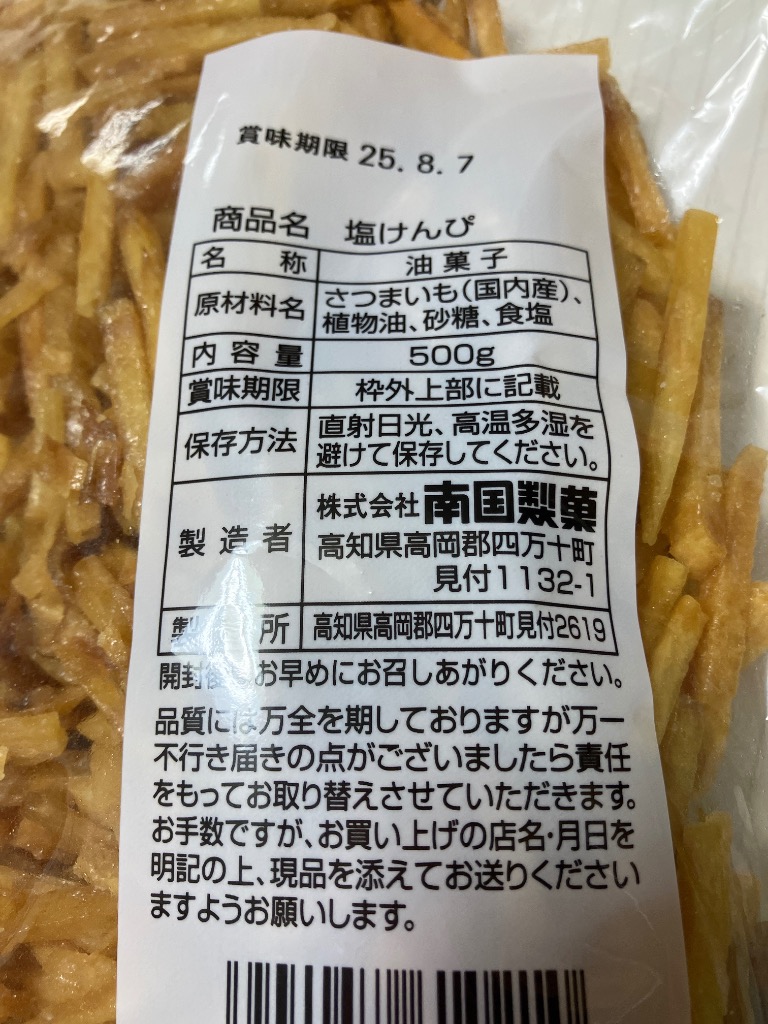 賞味期限 25. 8. 7
商品名 塩けんぴ
名称 油菓子
原材料名 さつまいも(国内産)、
植物油、砂糖、食塩
内容量 500g
賞味期限 枠外上部に記載
保存方法 直射日光、高温多湿を
避けて保存してください。
製造者 株式会社 南国製菓
高知県高岡郡四万十町
見付1132-1
製 所 高知県高岡郡四万十町見付2619
開封後 お早めにお召しあがりください。
品質には万全を期しておりますが万一
不行き届きの点がございましたら責任
をもってお取り替えさせていただきます。
お手数ですが、お買い上げの店名・月日を
明記の上、現品を添えてお送りください
ますようお願いします。